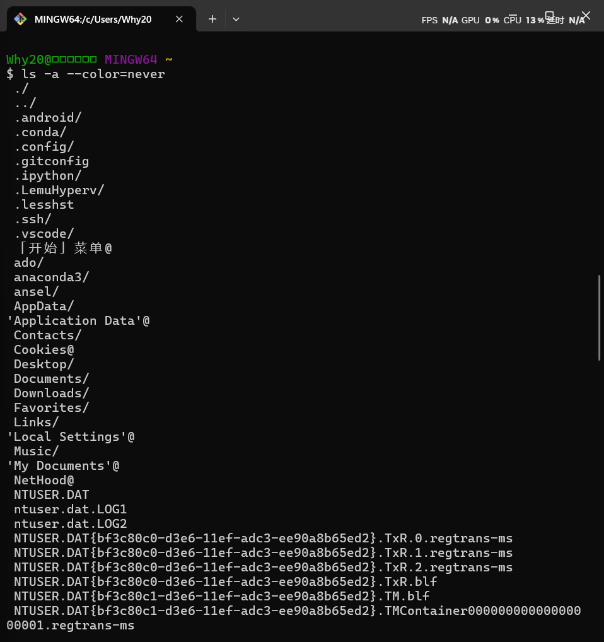 MINGW64:/c/Users/Why20
FPS N/A GPU 0% CPU 13% 延时 N/A
Why20@□□□□□□ MINGW64 ~
$ ls -a --color=never
./
../
.android/
.conda/
.config/
.gitconfig
.ipython/
.LemuHyperv/
.lesshst
.ssh/
.vscode/
「开始」菜单@
ado/
anaconda3/
ansel/
AppData/
'Application Data'@
Contacts/
Cookies@
Desktop/
Documents/
Downloads/
Favorites/
Links/
'Local Settings'@
Music/
'My Documents'@
NetHood@
NTUSER.DAT
ntuser.dat.LOG1
ntuser.dat.LOG2
NTUSER.DAT{bf3c80c0-d3e6-11ef-adc3-ee90a8b65ed2}.TxR.0.regtrans-ms
NTUSER.DAT{bf3c80c0-d3e6-11ef-adc3-ee90a8b65ed2}.TxR.1.regtrans-ms
NTUSER.DAT{bf3c80c0-d3e6-11ef-adc3-ee90a8b65ed2}.TxR.2.regtrans-ms
NTUSER.DAT{bf3c80c0-d3e6-11ef-adc3-ee90a8b65ed2}.TxR.blf
NTUSER.DAT{bf3c80c1-d3e6-11ef-adc3-ee90a8b65ed2}.TM.blf
NTUSER.DAT{bf3c80c1-d3e6-11ef-adc3-ee90a8b65ed2}.TMContainer000000000000000
00001.regtrans-ms